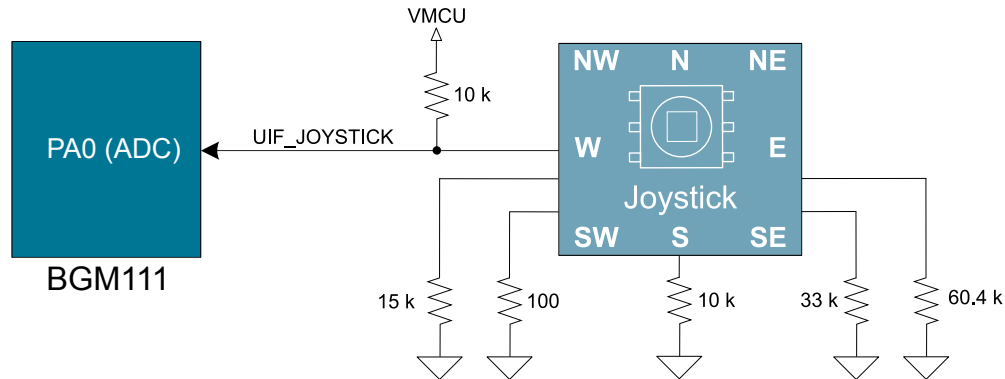 VMCU
10 k
UIF_JOYSTICK
PA0 (ADC)
BGM111
NW N NE
W E
Joystick
SW S SE
15 k
100
10 k
33 k
60.4 k